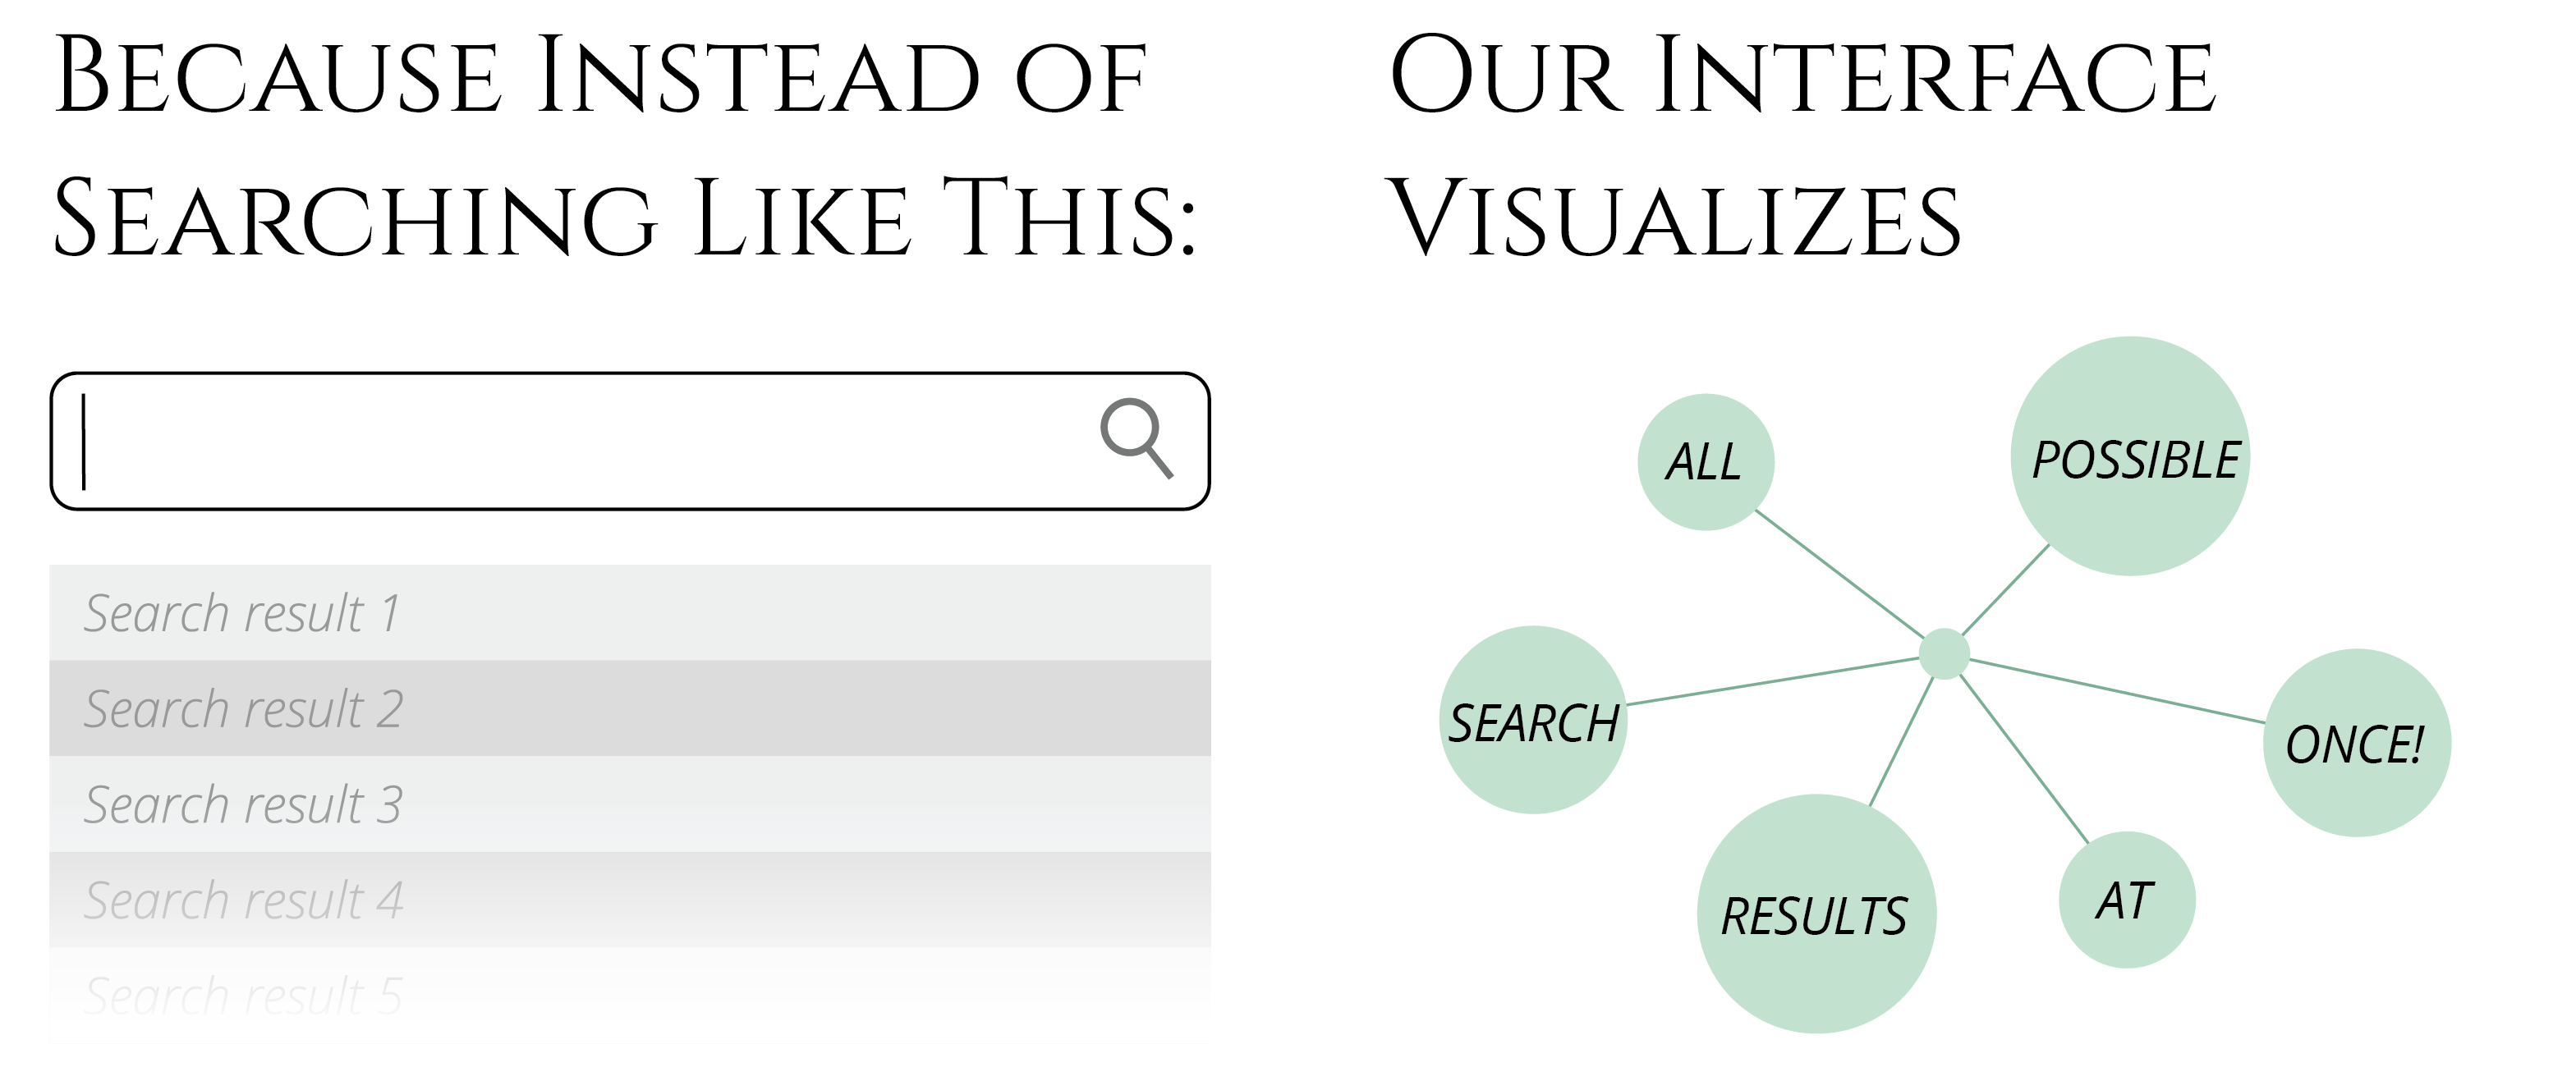 Because Instead of
Searching Like This:
Search result 1
Search result 2
Search result 3
Search result 4
Search result 5
Our Interface
Visualizes
ALL
POSSIBLE
SEARCH
RESULTS
AT
ONCE!